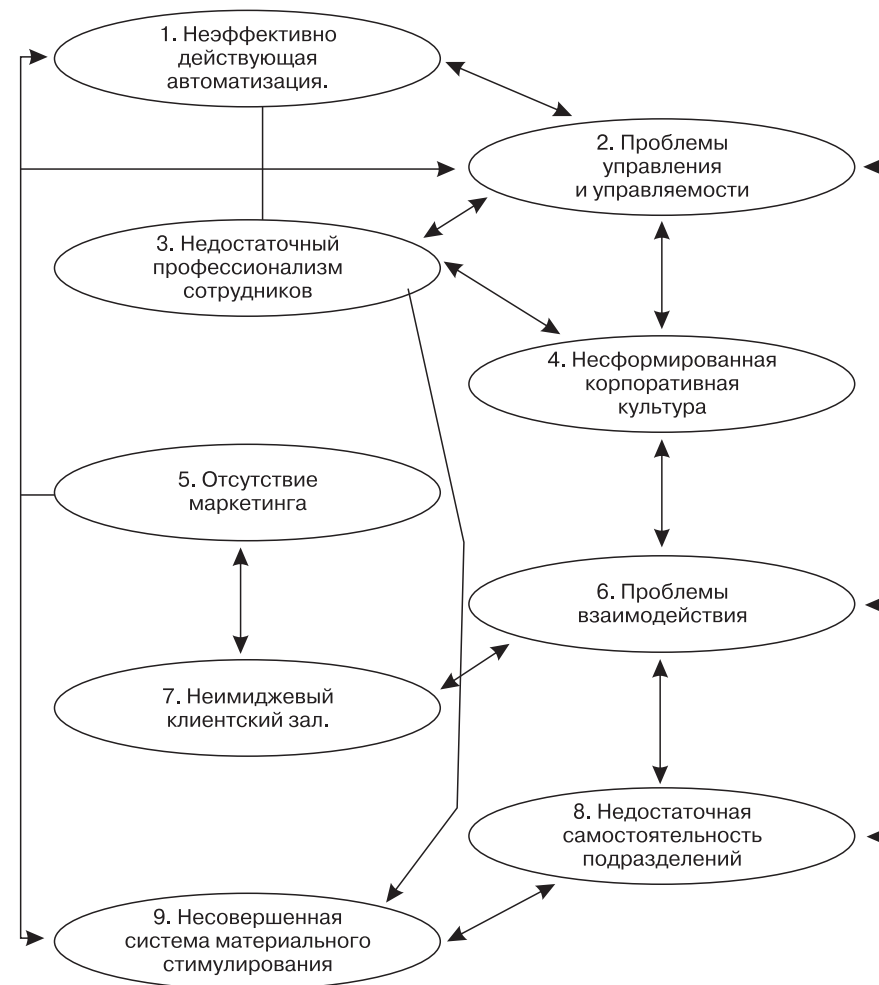 1. Неэффективно
действующая
автоматизация.
2. Проблемы
управления
и управляемости
3. Недостаточный
профессионализм
сотрудников
4. Несформированная
корпоративная
культура
5. Отсутствие
маркетинга
6. Проблемы
взаимодействия
7. Неимиджевый
клиентский зал.
8. Недостаточная
самостоятельность
подразделений
9. Несовершенная
система материального
стимулирования